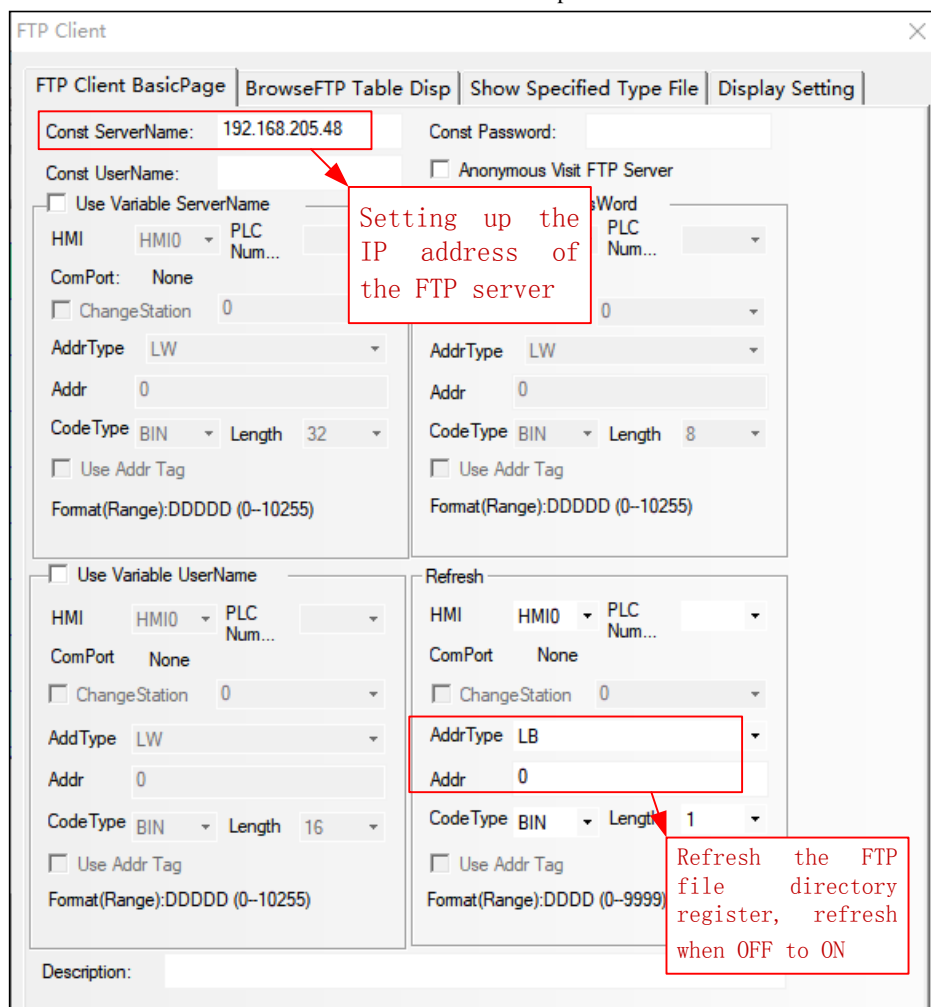 FTP Client
FTP Client BasicPage BrowseFTP Table Disp Show Specified Type File Display Setting
Const ServerName: 192.168.205.48 Const Password:
Const UserName: Anonymous Visit FTP Server
Use Variable ServerName
HMI HMI0 PLC Num...
ComPort: None
ChangeStation 0
AddrType LW
Addr 0
CodeType BIN Length 32
Use Addr Tag
Format(Range):DDDDD (0--10255)
sWord
PLC Num...
0
AddrType LW
Addr 0
CodeType BIN Length 8
Use Addr Tag
Format(Range):DDDDD (0--10255)
Setting up the
IP address of
the FTP server
Use Variable UserName
HMI HMI0 PLC Num...
ComPort None
ChangeStation 0
AddType LW
Addr 0
CodeType BIN Length 16
Use Addr Tag
Format(Range):DDDDD (0--10255)
Refresh
HMI HMI0 PLC Num...
ComPort None
ChangeStation 0
AddrType LB
Addr 0
CodeType BIN Length 1
Use Addr Tag
Format(Range):DDDD (0--9999)
Refresh the FTP
file directory
register, refresh
when OFF to ON
Description: